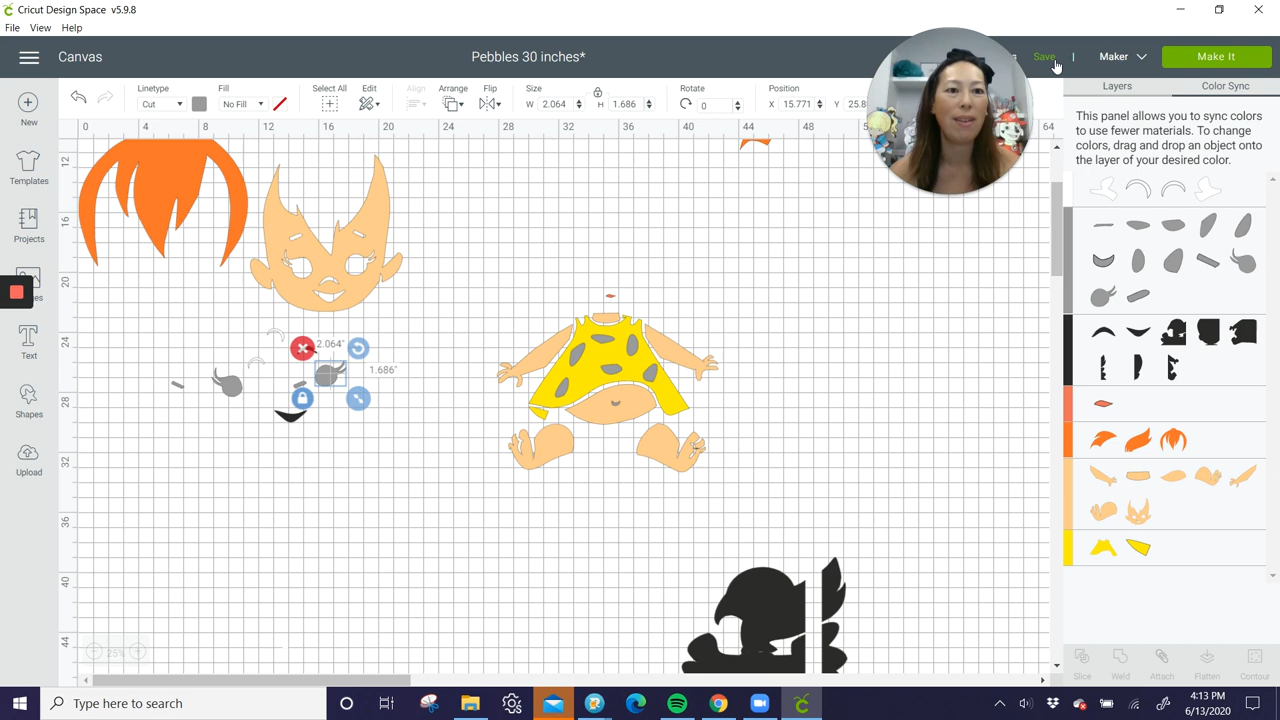 Cricut Design Space v5.9.8
File View Help
Canvas
Pebbles 30 inches*
Save
|
Maker
Make It
Linetype
Fill
Select All
Edit
Align
Arrange
Flip
Size
Rotate
Position
Cut
No Fill
W 2.064
H 1.686
0
X 15.771
Y 25.8
Layers
Color Sync
This panel allows you to sync colors
to use fewer materials. To change
colors, drag and drop an object onto
the layer of your desired color.
New
Templates
Projects
Text
Shapes
Upload
0 4 8 12 16 20 24 28 32 36 40 44 48 52 56 64
12
16
20
24
28
32
36
40
44
2.064"
1.686"
25%
Slice
Weld
Attach
Flatten
Contour
Type here to search
4:13 PM
6/13/2020